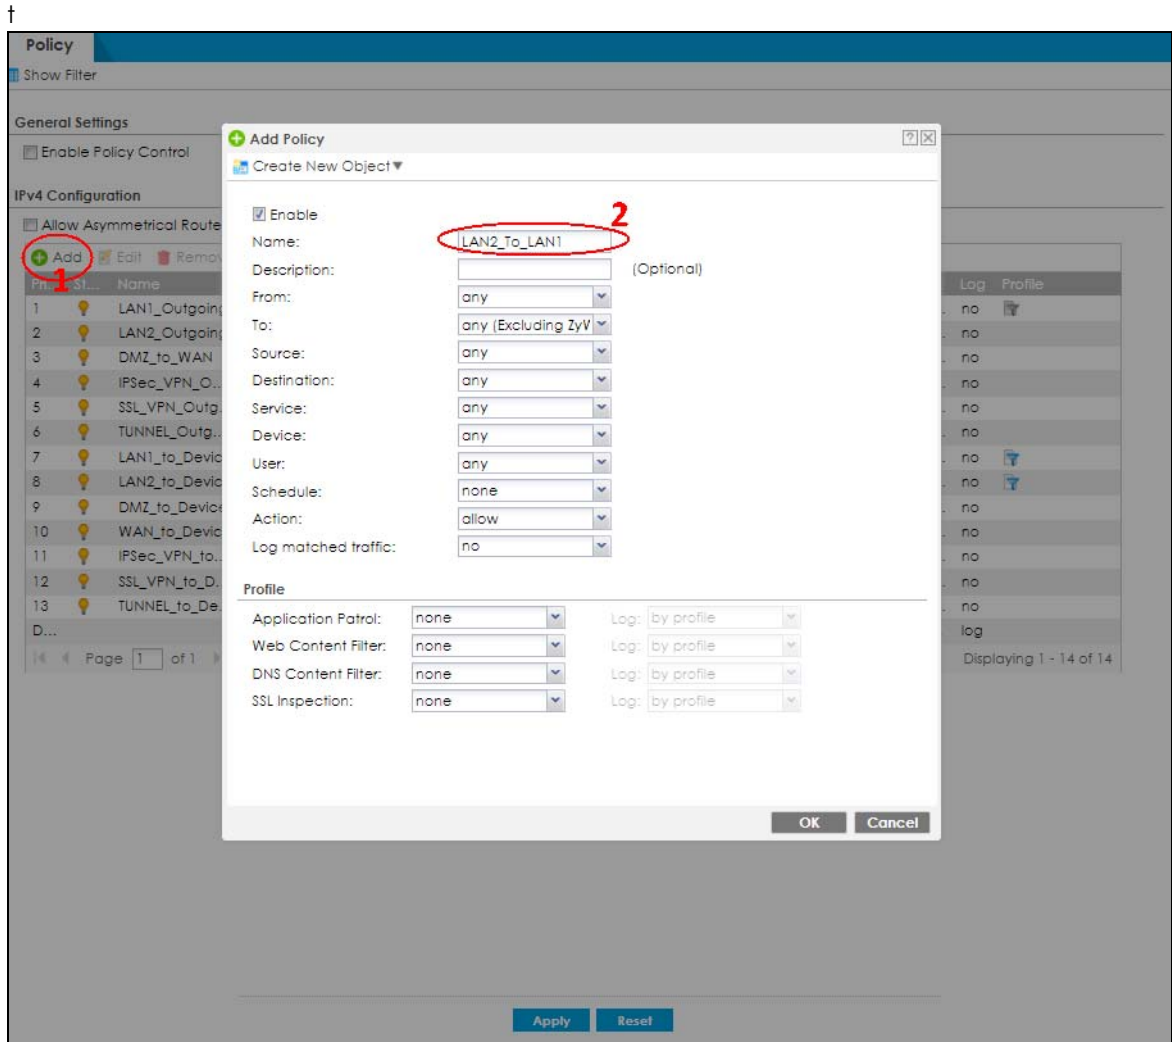 †
Policy
Show Filter
General Settings
Enable Policy Control
IPv4 Configuration
Allow Asymmetrical Route
Add Edit Remov
1
Pri... St... Name Log Profile
1 LAN1_Outgoing no
2 LAN2_Outgoing no
3 DMZ_to_WAN no
4 IPSec_VPN_O... no
5 SSL_VPN_Outg. no
6 TUNNEL_Outg.. no
7 LAN1_to_Devic no
8 LAN2_to_Devic no
9 DMZ_to_Device no
10 WAN_to_Devic no
11 IPSec_VPN_to.. no
12 SSL_VPN_to_D. no
13 TUNNEL_to_De. no
D... log
Page 1 of 1 Displaying 1 - 14 of 14
Add Policy
Create New Object
Enable
2
Name: LAN2_To_LAN1
Description: (Optional)
From: any
To: any (Excluding ZyW
Source: any
Destination: any
Service: any
Device: any
User: any
Schedule: none
Action: allow
Log matched traffic: no
Profile
Application Patrol: none Log: by profile
Web Content Filter: none Log: by profile
DNS Content Filter: none Log: by profile
SSL Inspection: none Log: by profile
OK Cancel
Apply Reset